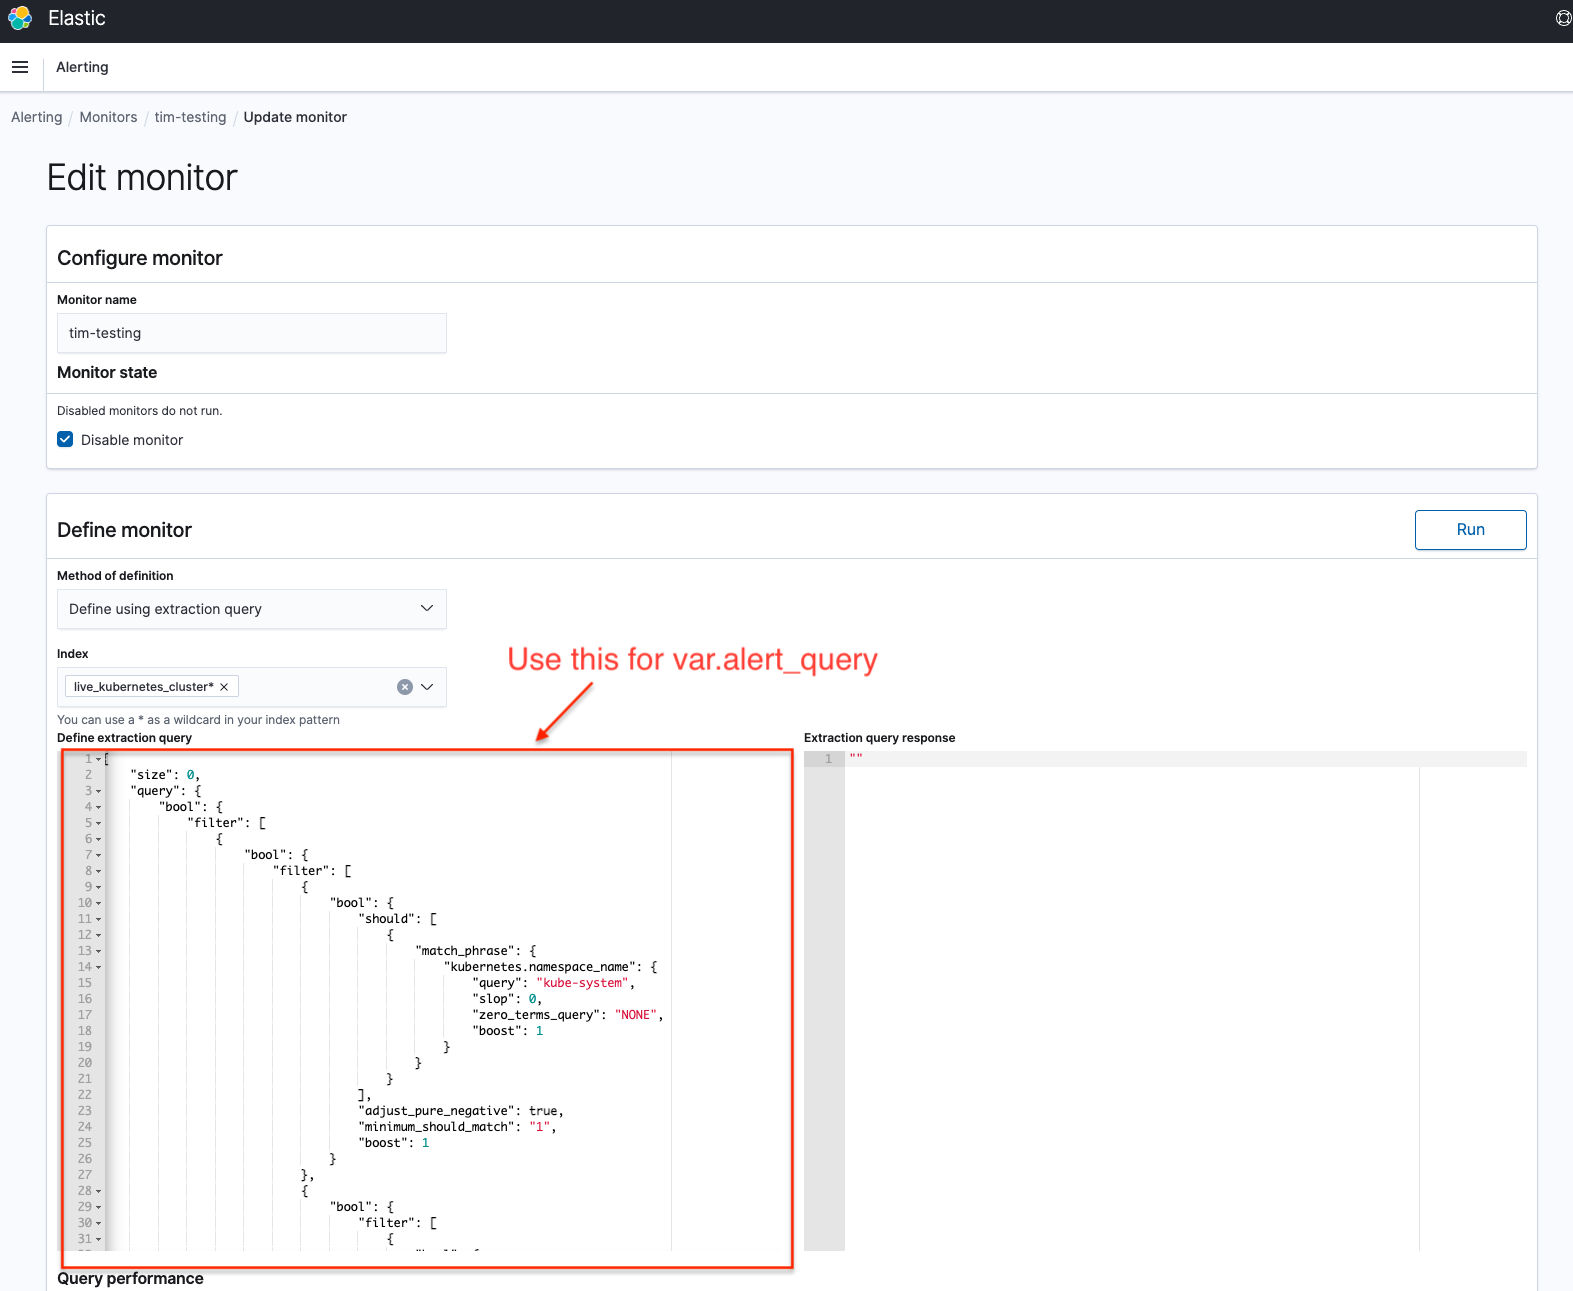 Elastic
Alerting
Alerting / Monitors / tim-testing / Update monitor
Edit monitor
Configure monitor
Monitor name
tim-testing
Monitor state
Disabled monitors do not run.
Disable monitor
Define monitor
Run
Method of definition
Define using extraction query
Index
Use this for var.alert_query
live_kubernetes_cluster*
You can use a * as a wildcard in your index pattern
Define extraction query
1 {
2 "size": 0,
3 "query": {
4 "bool": {
5 "filter": [
6 {
7 "bool": {
8 "filter": [
9 {
10 "bool": {
11 "should": [
12 {
13 "match_phrase": {
14 "kubernetes.namespace_name": {
15 "query": "kube-system",
16 "slop": 0,
17 "zero_terms_query": "NONE",
18 "boost": 1
19 }
20 }
21 }
22 ],
23 "adjust_pure_negative": true,
24 "minimum_should_match": "1",
25 "boost": 1
26 }
27 },
28 {
29 "bool": {
30 "filter": [
31 {
Extraction query response
1 ""
Query performance